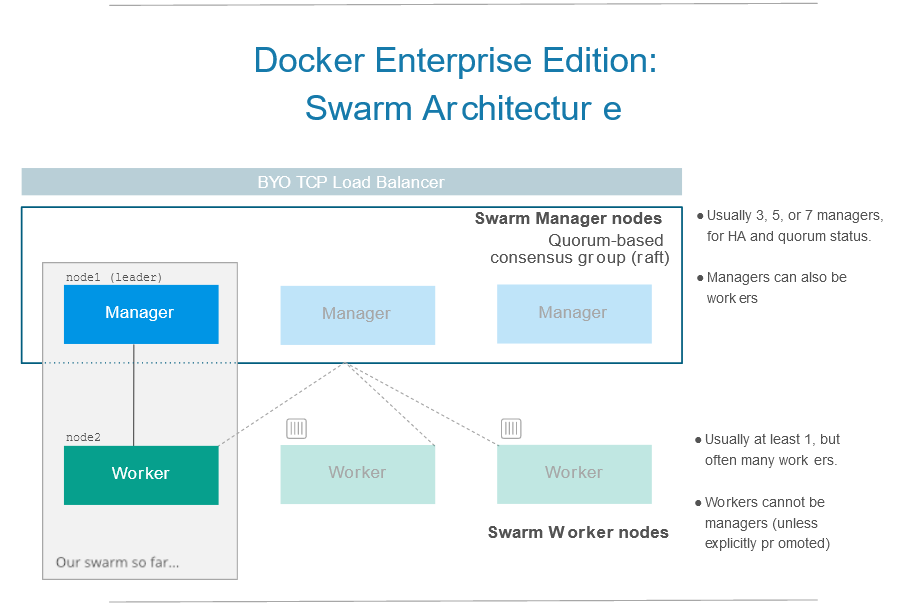 Docker Enterprise Edition:
Swarm Architectur e
BYO TCP Load Balancer
Swarm Manager nodes
Quorum-based
consensus group (raft)
node1 (leader)
Manager
Manager
Manager
● Usually 3, 5, or 7 managers,
for HA and quorum status.
● Managers can also be
work ers
node2
Worker
Worker
Worker
Swarm W orker nodes
Our swarm so far...
● Usually at least 1, but
often many work ers.
● Workers cannot be
managers (unless
explicitly pr omoted)